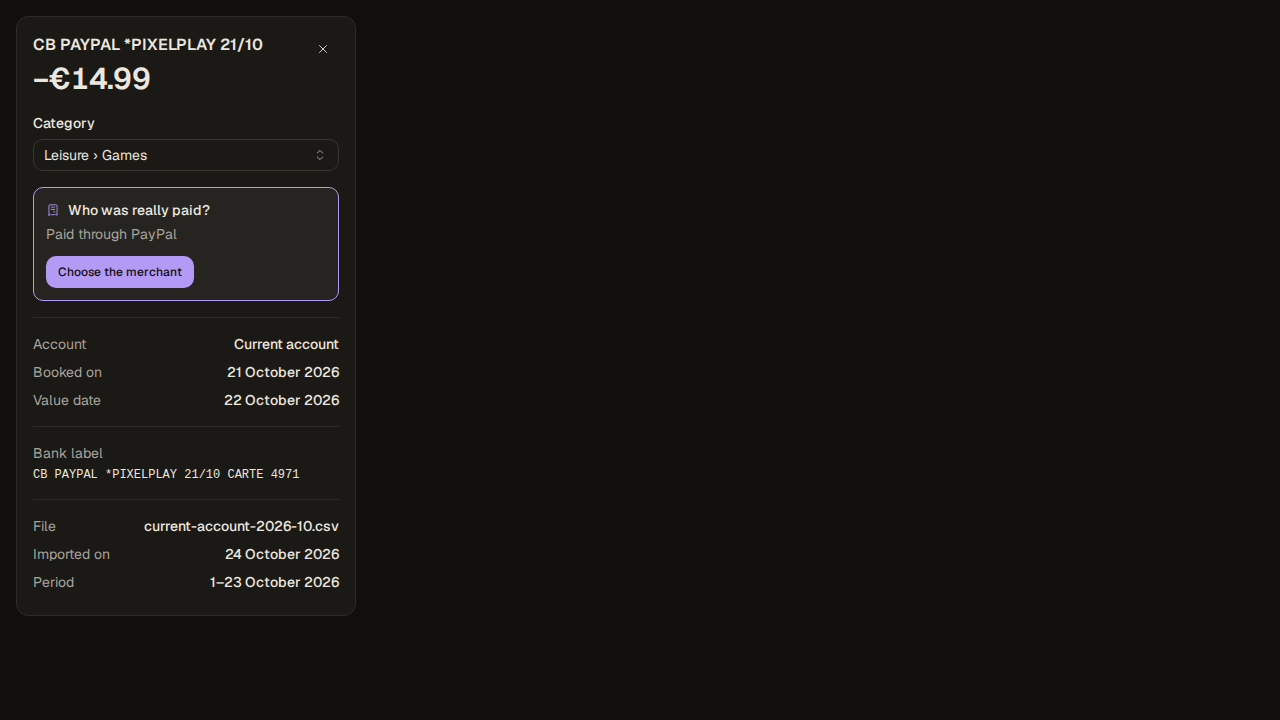 CB PAYPAL *PIXELPLAY 21/10
−€14.99
Category
Leisure › Games
Who was really paid?
Paid through PayPal
Choose the merchant
Account Current account
Booked on 21 October 2026
Value date 22 October 2026
Bank label
CB PAYPAL *PIXELPLAY 21/10 CARTE 4971
File current-account-2026-10.csv
Imported on 24 October 2026
Period 1–23 October 2026